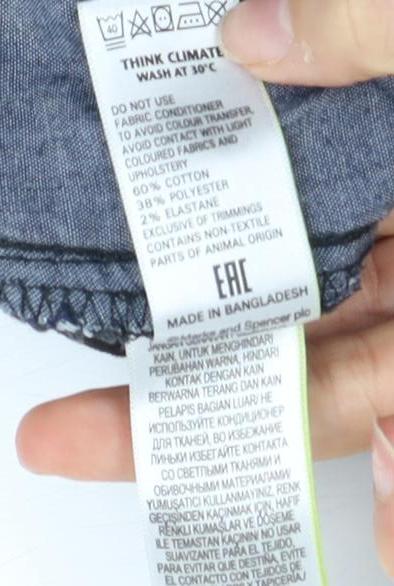 40
THINK CLIMATE
WASH AT 30°C
DO NOT USE
FABRIC CONDITIONER
TO AVOID COLOUR TRANSFER,
AVOID CONTACT WITH LIGHT
COLOURED FABRICS AND
UPHOLSTERY
60% COTTON
38% POLYESTER
2% ELASTANE
EXCLUSIVE OF TRIMMINGS
CONTAINS NON-TEXTILE
PARTS OF ANIMAL ORIGIN
EAC
MADE IN BANGLADESH
Marks and Spencer plc
KAIN, UNTUK MENGHINDARI
PERUBAHAN WARNA, HINDARI
KONTAK DENGAN KAIN
BERWARNA TERANG DAN KAIN
PELAPIS BAGIAN LUAR/ НЕ
ИСПОЛЬЗУЙТЕ КОНДИЦИОНЕР
ДЛЯ ТКАНЕЙ, ВО ИЗБЕЖАНИЕ
ЛИНЬКИ ИЗБЕГАЙТЕ КОНТАКТА
СО СВЕТЛЫМИ ТКАНЯМИ И
ОБИВОЧНЫМИ МАТЕРИАЛАМИ/
YUMUŞATICI KULLANMAYINIZ, RENK
GEÇİŞİNDEN KAÇINMAK İÇİN, HAFİF
RENKLİ KUMAŞLAR VE DÖŞEME
ILE TEMASTAN KAÇININ NO USAR
SUAVIZANTE PARA EL TEJIDO,
PARA EVITAR QUE DESTIÑA, EVITE
EL CONTACTO CON TEJIDOS DE
Y TAPICERÍA/